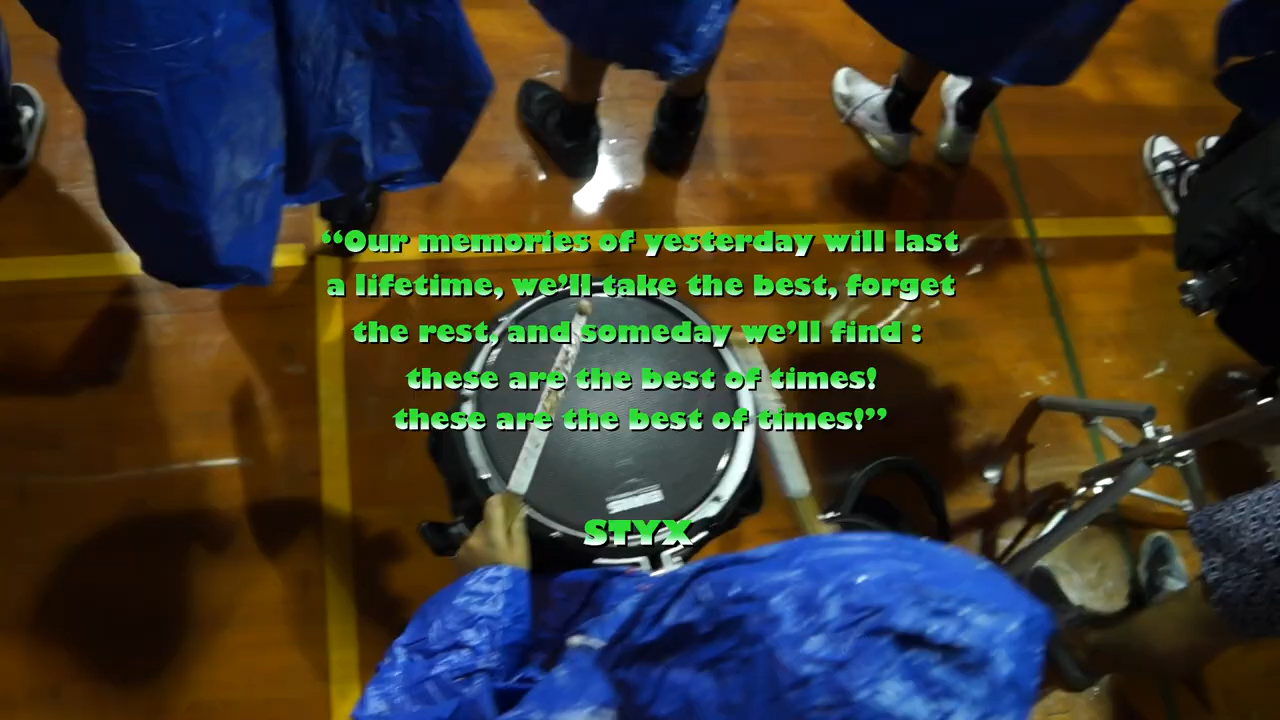 “Our memories of yesterday will last
a lifetime, we’ll take the best, forget
the rest, and someday we’ll find :
these are the best of times!
these are the best of times!”
STYX